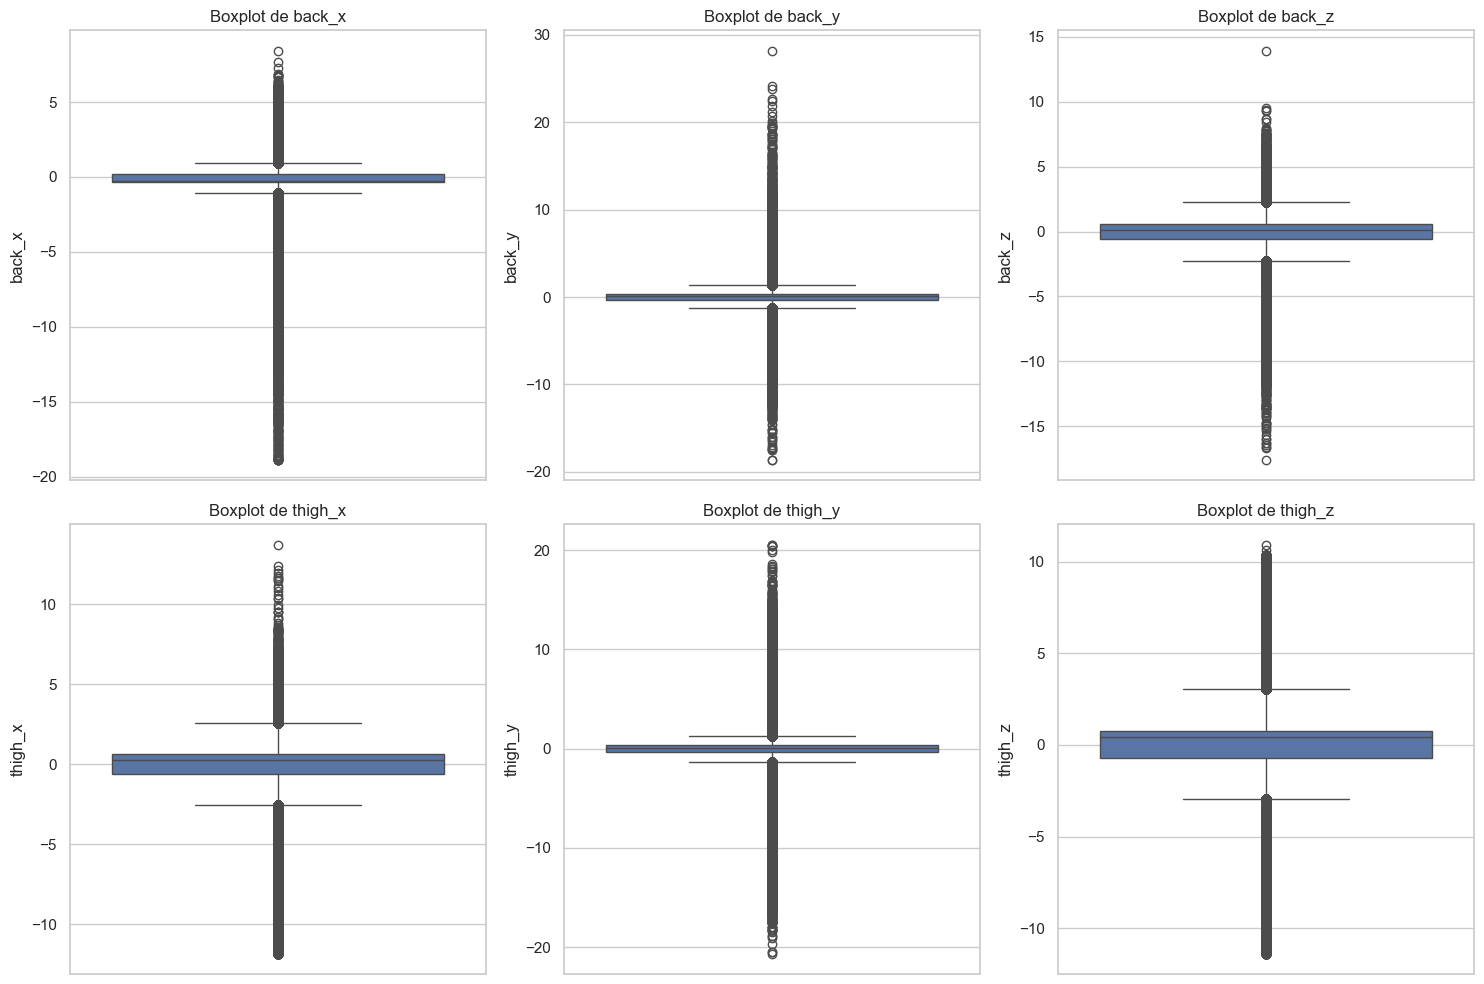 Boxplot de back_x
5
0
−5
−10
−15
−20
back_x
Boxplot de back_y
30
20
10
0
−10
−20
back_y
Boxplot de back_z
15
10
5
0
−5
−10
−15
back_z
Boxplot de thigh_x
10
5
0
−5
−10
thigh_x
Boxplot de thigh_y
20
10
0
−10
−20
thigh_y
Boxplot de thigh_z
10
5
0
−5
−10
thigh_z